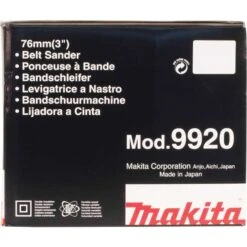 76mm(3")
• Belt Sander
• Ponceuse à Bande
• Bandschleifer
• Levigatrice a Nastro
• Bandschuurmachine
• Lijadora a Cinta
Mod.9920
Makita Corporation Anjo, Aichi, Japan
Made in Japan
makita